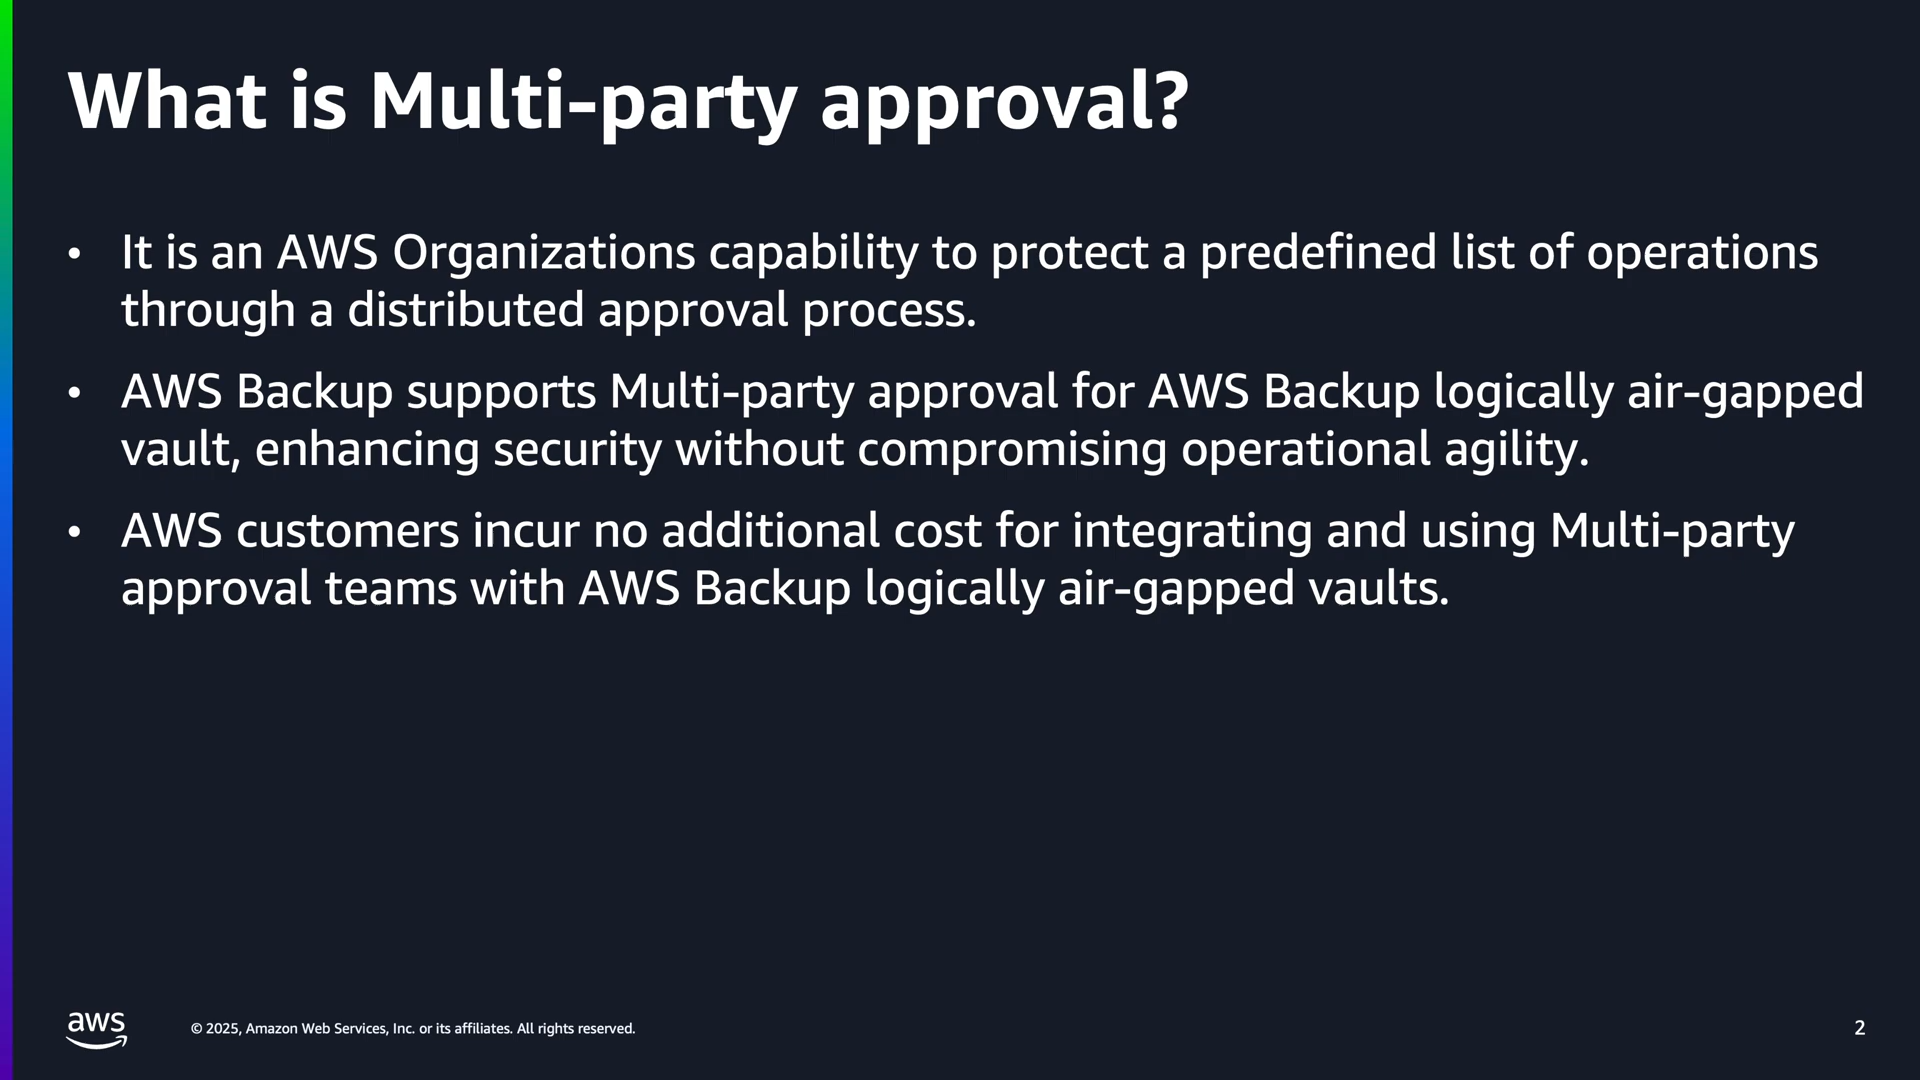 What is Multi-party approval?
• It is an AWS Organizations capability to protect a predefined list of operations
through a distributed approval process.
• AWS Backup supports Multi-party approval for AWS Backup logically air-gapped
vault, enhancing security without compromising operational agility.
• AWS customers incur no additional cost for integrating and using Multi-party
approval teams with AWS Backup logically air-gapped vaults.
aws
© 2025, Amazon Web Services, Inc. or its affiliates. All rights reserved.
2